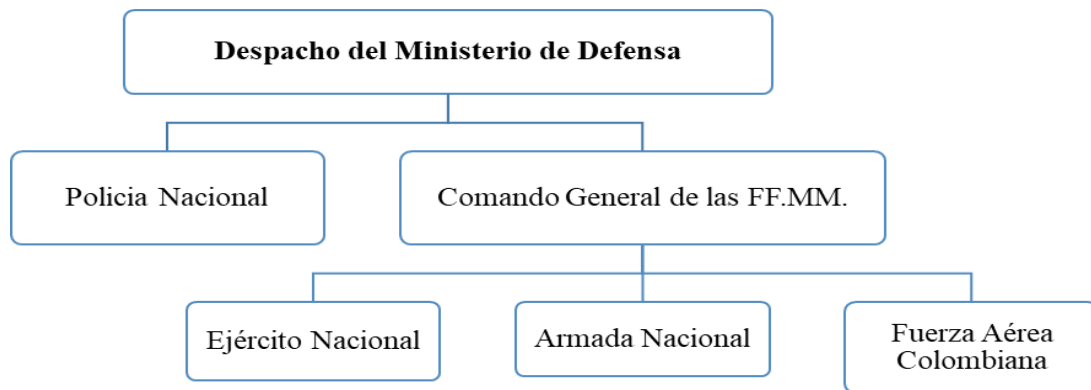 Despacho del Ministerio de Defensa
Policia Nacional
Comando General de las FF.MM.
Ejército Nacional
Armada Nacional
Fuerza Aérea
Colombiana